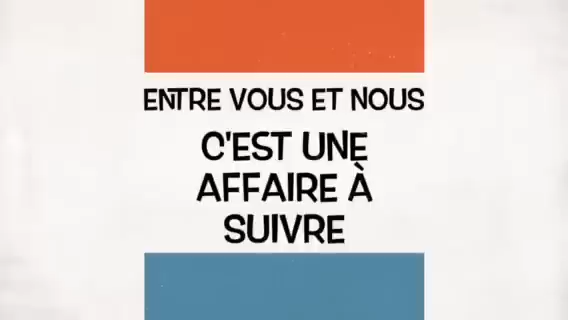 ENTRE VOUS ET NOUS
C'EST UNE
AFFAIRE À
SUIVRE